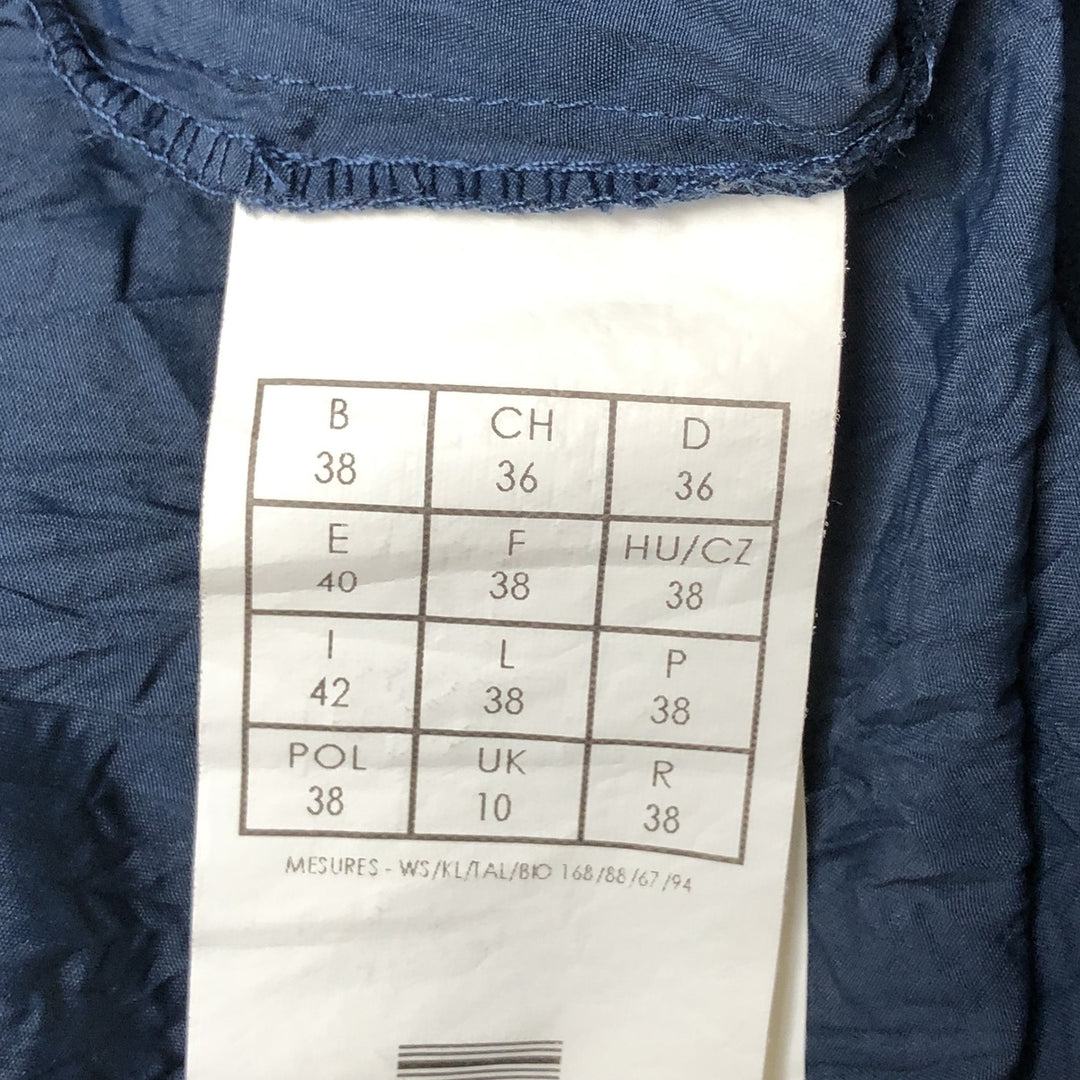 B CH D
38 36 36
E F HU/CZ
40 38 38
I L P
42 38 38
POL UK R
38 10 38
MESURES - WS/KL/TAL/BIO 168/88/67/94